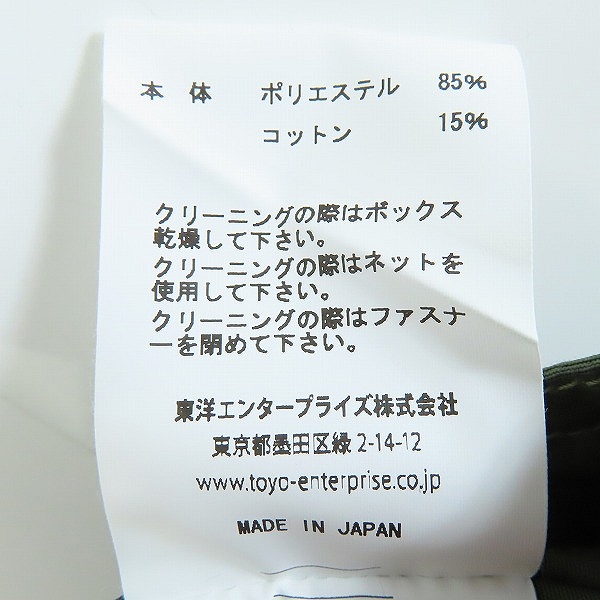 本 体 ポリエステル 85%
コットン 15%
クリーニングの際はボックス
乾燥して下さい。
クリーニングの際はネットを
使用して下さい。
クリーニングの際はファスナ
ーを閉めて下さい。
東洋エンタープライズ株式会社
東京都墨田区緑 2-14-12
www.toyo-enterprise.co.jp
MADE IN JAPAN